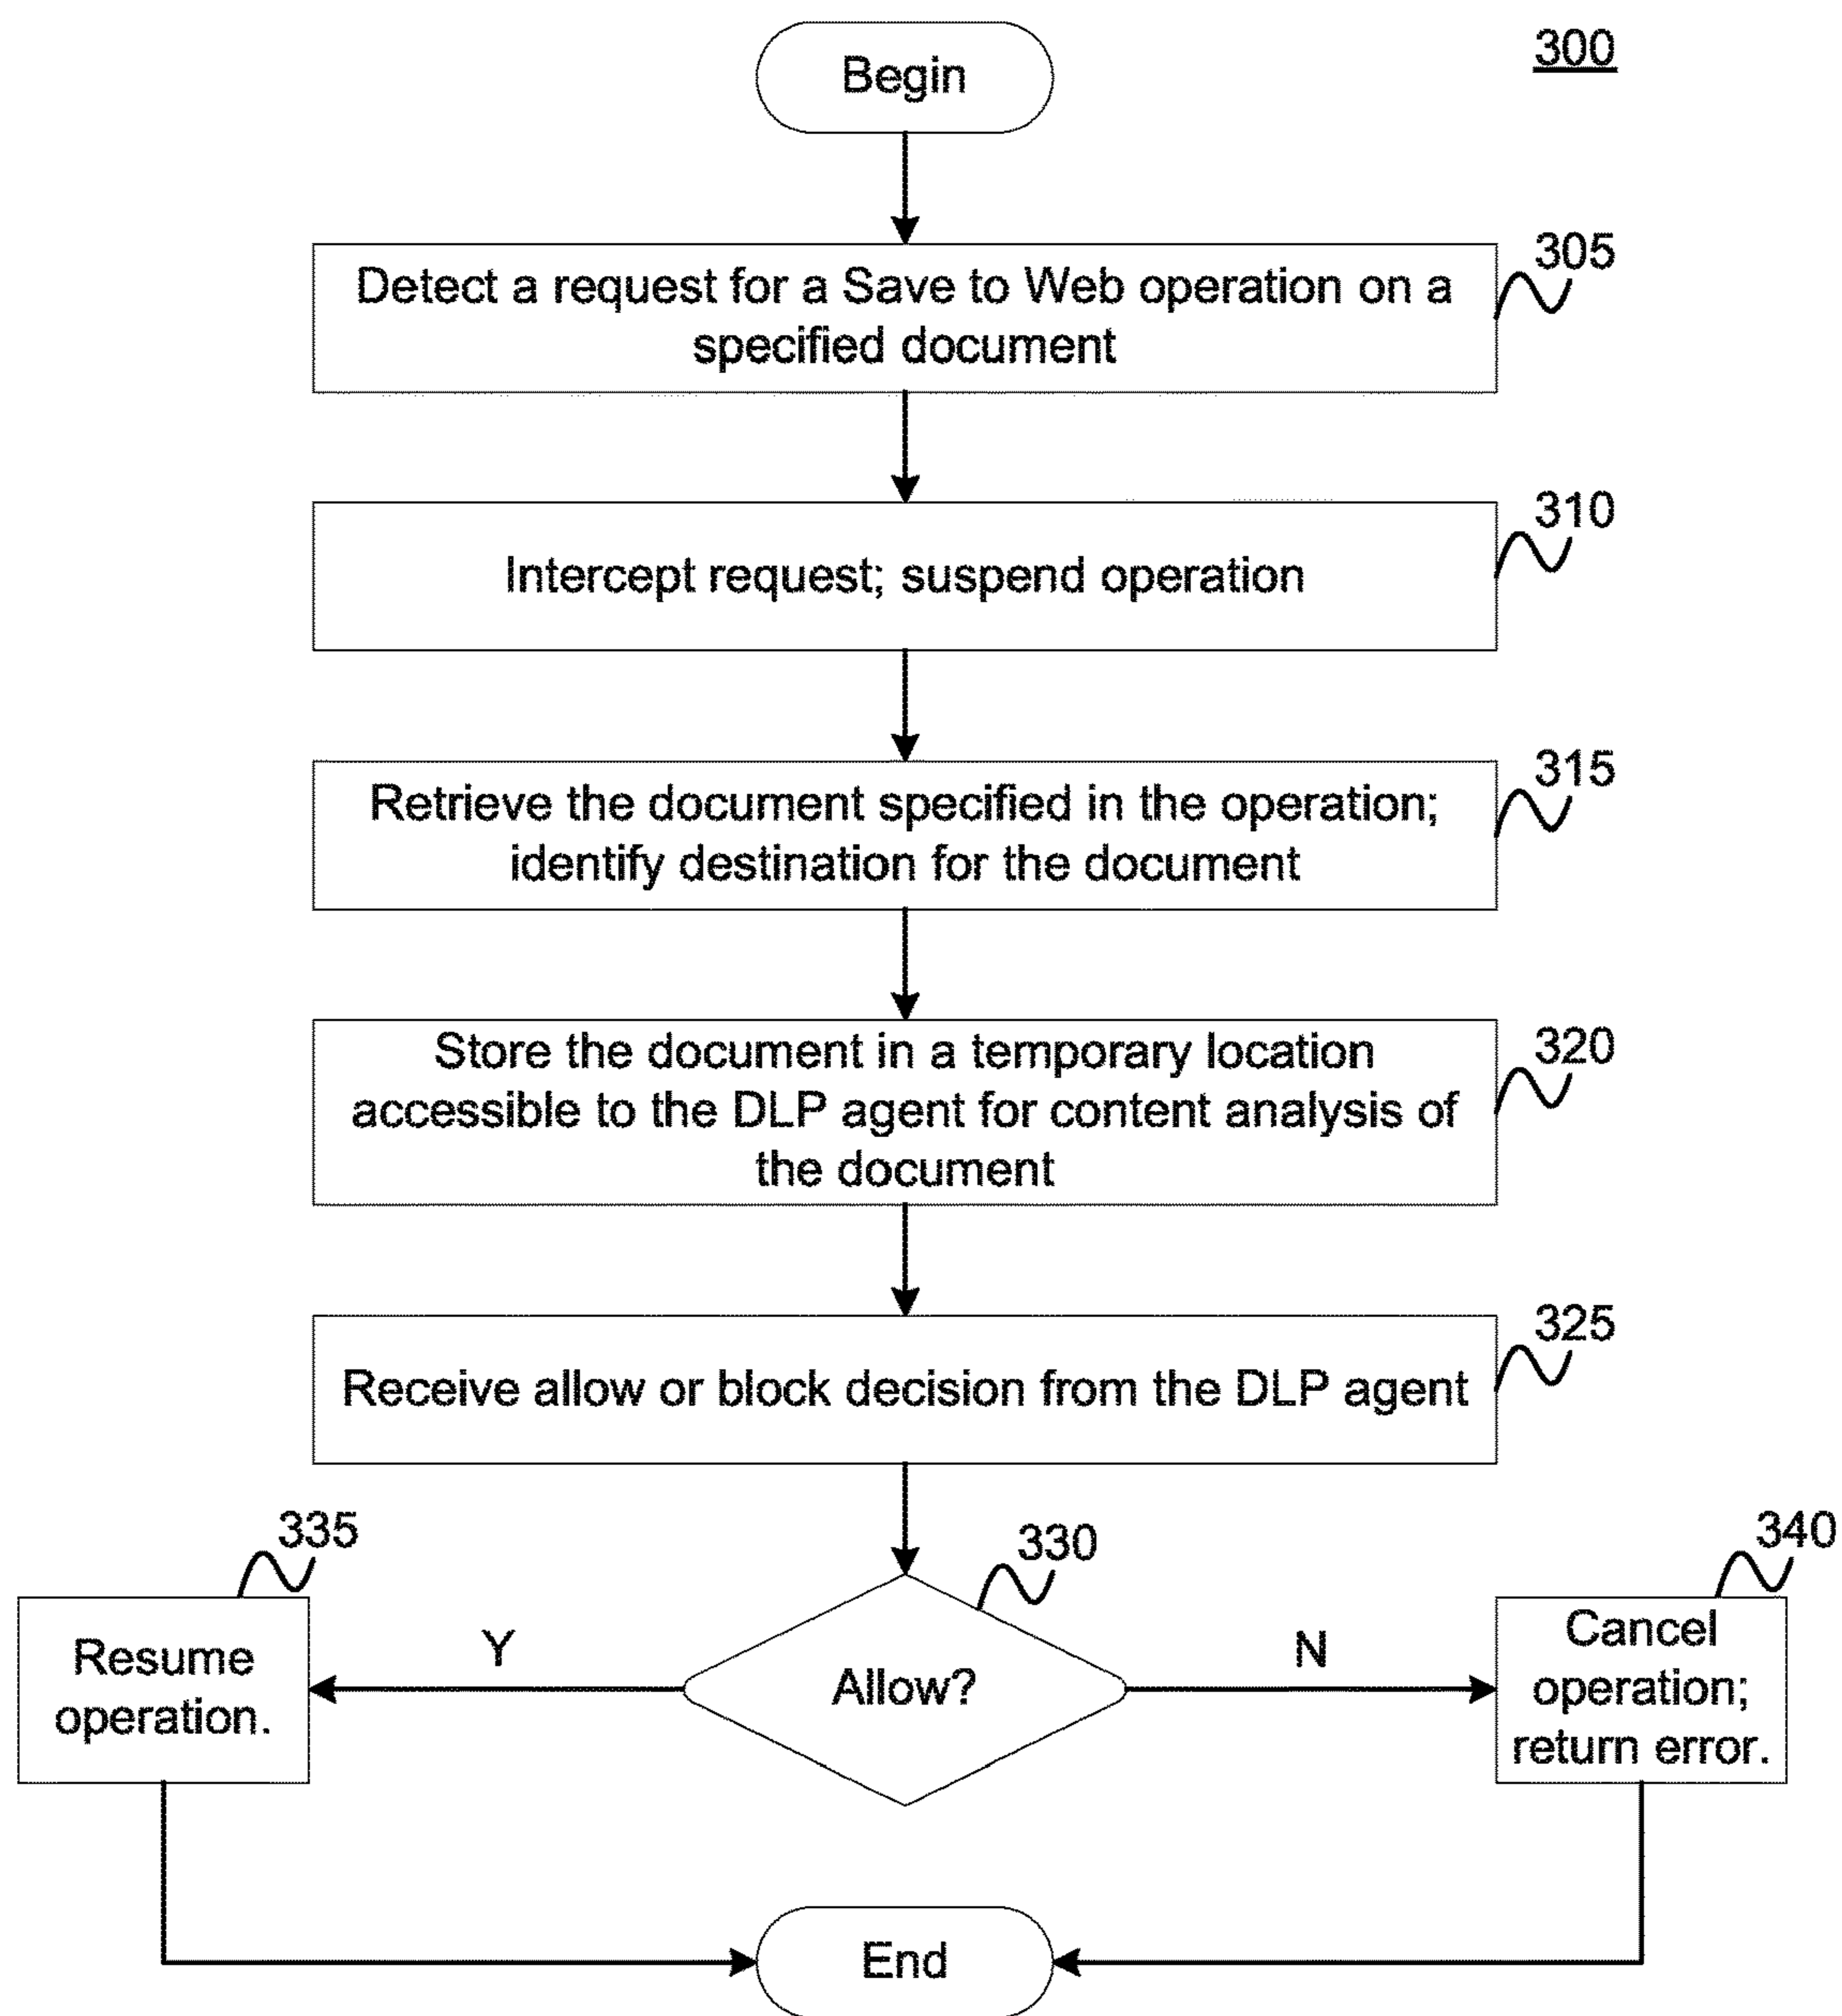 300
Begin
305
Detect a request for a Save to Web operation on a
specified document
310
Intercept request; suspend operation
315
Retrieve the document specified in the operation;
identify destination for the document
320
Store the document in a temporary location
accessible to the DLP agent for content analysis of
the document
325
Receive allow or block decision from the DLP agent
330
Allow?
Y
N
335
Resume
operation.
340
Cancel
operation;
return error.
End